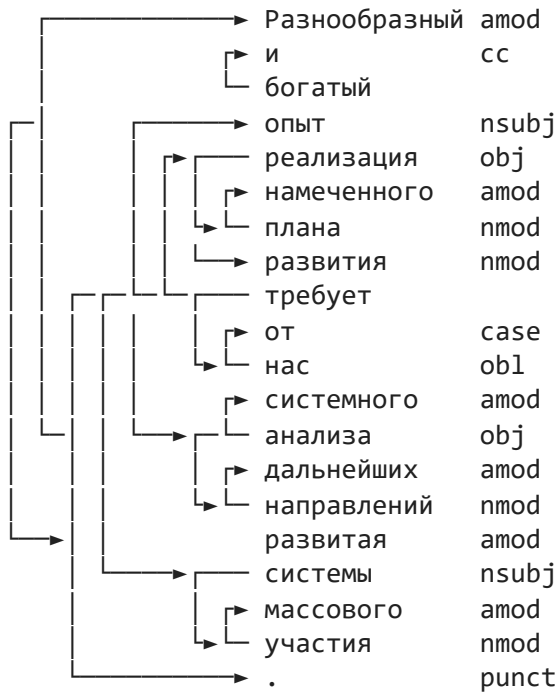 Разнообразный amod
и cc
богатый
опыт nsubj
реализация obj
намеченного amod
плана nmod
развития nmod
требует
от case
нас obl
системного amod
анализа obj
дальнейших amod
направлений nmod
развитая amod
системы nsubj
массового amod
участия nmod
. punct